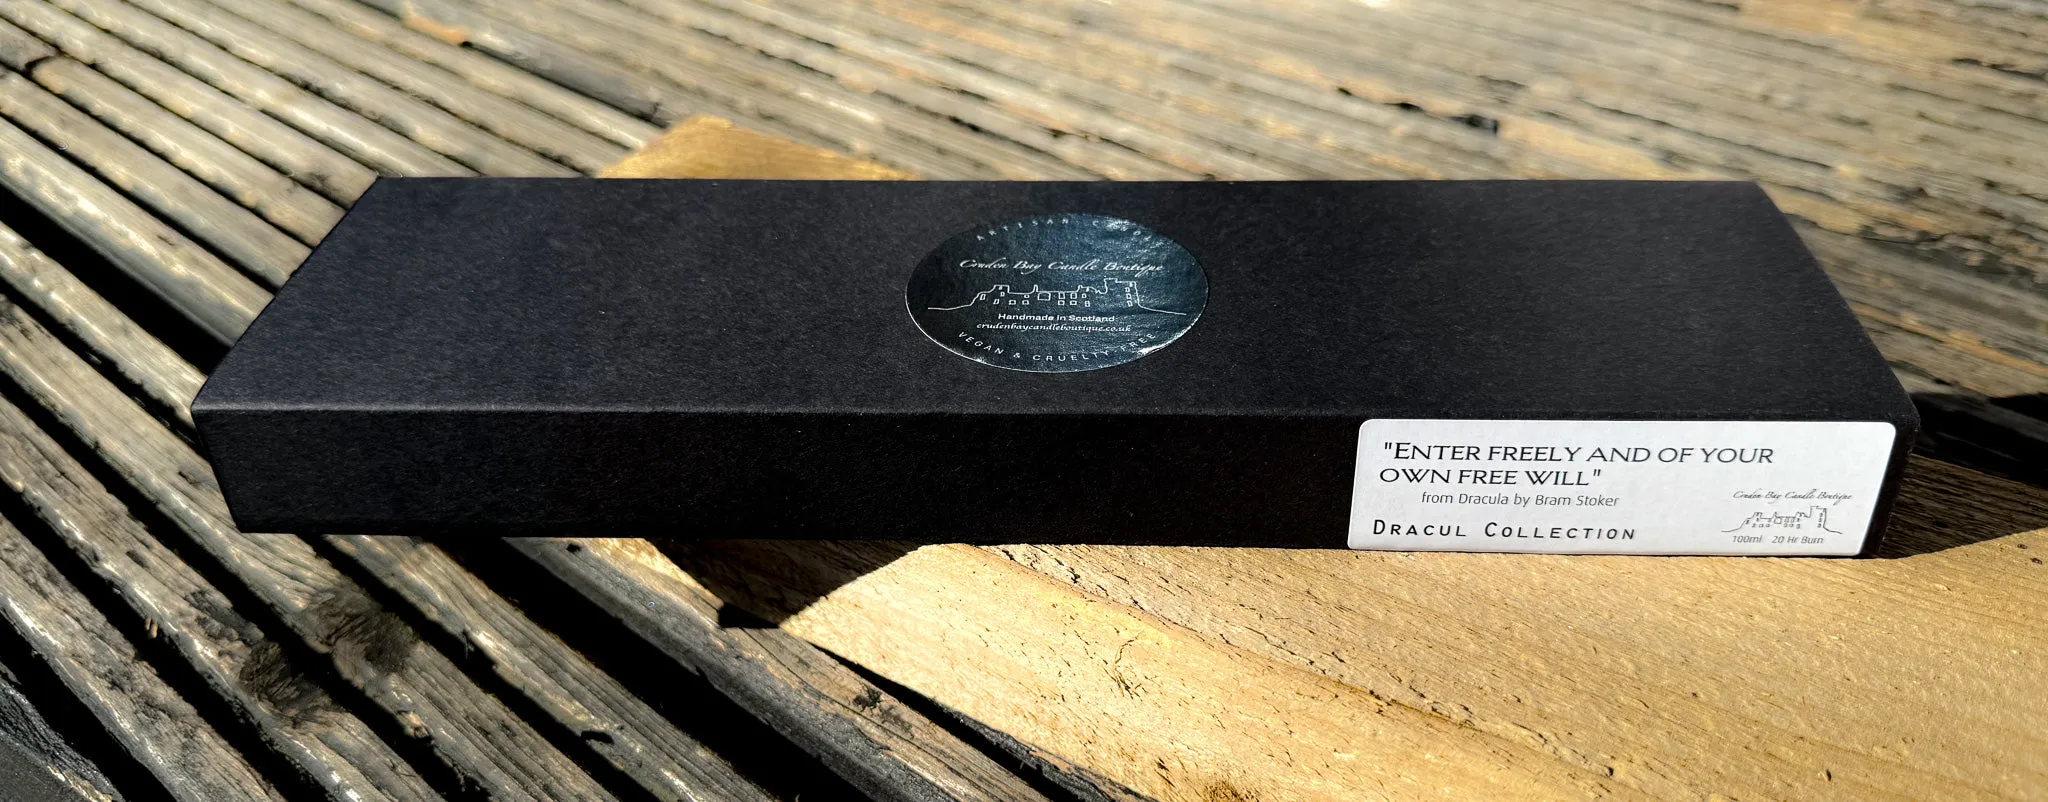 ARTISAN
Cruden Bay Candle Boutique
Handmade in Scotland
crudenbaycandleboutique.co.uk
VEGAN & CRUELTY FREE
"ENTER FREELY AND OF YOUR
OWN FREE WILL"
from Dracula by Bram Stoker
DRACUL COLLECTION
Cruden Bay Candle Boutique
100ml 20 Hr Burn